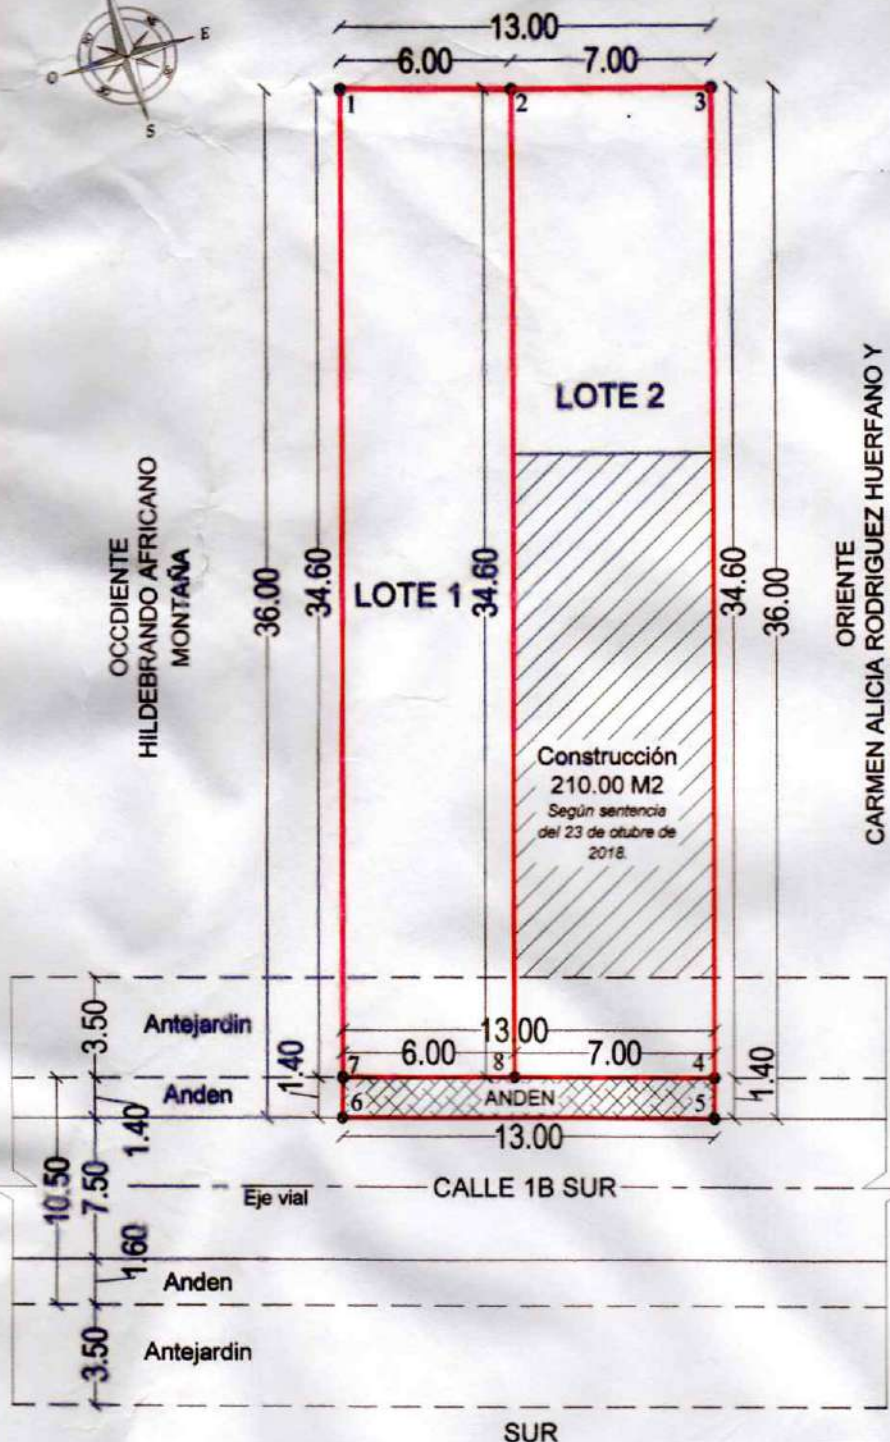 E
O
S
13.00
6.00
7.00
1
2
3
LOTE 2
OCCDIENTE
HILDEBRANDO AFRICANO
MONTAÑA
36.00
34.60
LOTE 1
34.60
34.60
36.00
ORIENTE
CARMEN ALICIA RODRIGUEZ HUERFANO Y
Construcción
210.00 M2
Según sentencia
del 23 de otubre de
2018.
3.50
Antejardin
13.00
6.00
7.00
1.40
7
8
4
1.40
Anden
6
ANDEN
5
1.40
13.00
10.50
7.50
Eje vial
CALLE 1B SUR
1.60
Anden
3.50
Antejardin
SUR